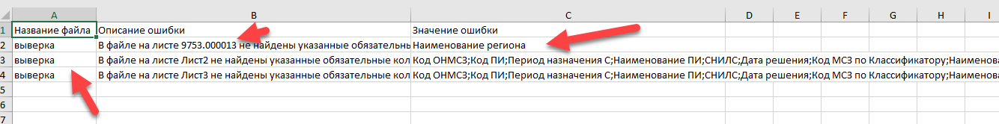 A B C D E F G H I
1 Название файла Описание ошибки Значение ошибки
2 выверка В файле на листе 9753.000013 не найдены указанные обязательн Наименование региона
3 выверка В файле на листе Лист2 не найдены указанные обязательные кол Код ОНМСЗ;Код ПИ;Период назначения С;Наименование ПИ;СНИЛС;Дата решения;Код МСЗ по Классификатору;Наименова
4 выверка В файле на листе Лист3 не найдены указанные обязательные кол Код ОНМСЗ;Код ПИ;Период назначения С;Наименование ПИ;СНИЛС;Дата решения;Код МСЗ по Классификатору;Наименова
5
6
7